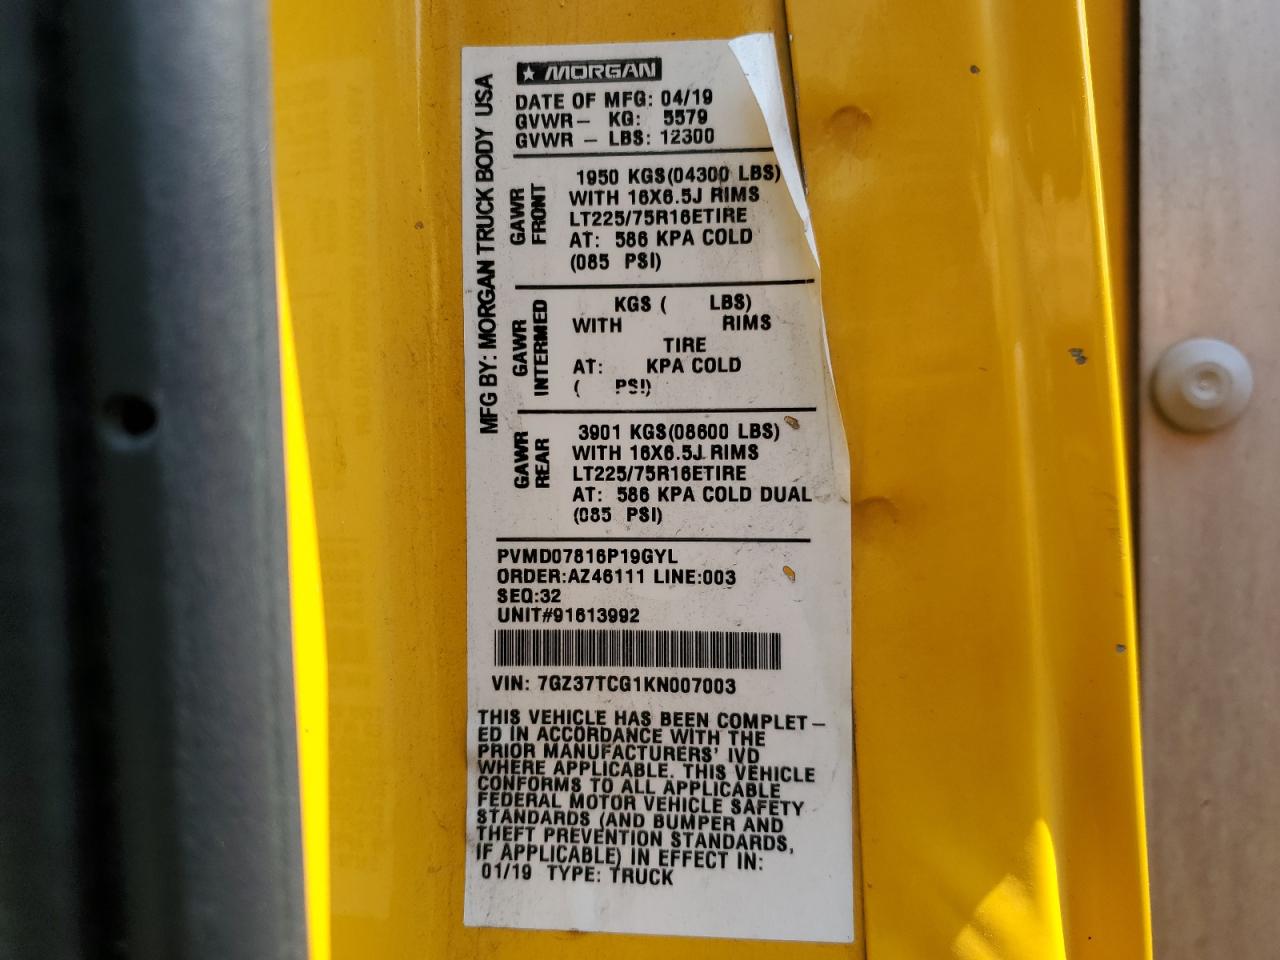 MORGAN
DATE OF MFG: 04/19
GVWR- KG: 5579
GVWR - LBS: 12300
MFG BY: MORGAN TRUCK BODY USA
GAWR FRONT
1950 KGS(04300 LBS)
WITH 16X6.5J RIMS
LT225/75R16ETIRE
AT: 586 KPA COLD
(085 PSI)
GAWR INTERMED
KGS ( LBS)
WITH RIMS
TIRE
AT: KPA COLD
( PSI)
GAWR REAR
3901 KGS(08600 LBS)
WITH 16X6.5J RIMS
LT225/75R16ETIRE
AT: 586 KPA COLD DUAL
(085 PSI)
PVMD07816P19GYL
ORDER:AZ46111 LINE:003
SEQ:32
UNIT#91613992
VIN: 7GZ37TCG1KN007003
THIS VEHICLE HAS BEEN COMPLET-
ED IN ACCORDANCE WITH THE
PRIOR MANUFACTURERS' IVD
WHERE APPLICABLE. THIS VEHICLE
CONFORMS TO ALL APPLICABLE
FEDERAL MOTOR VEHICLE SAFETY
STANDARDS (AND BUMPER AND
THEFT PREVENTION STANDARDS,
IF APPLICABLE) IN EFFECT IN:
01/19 TYPE: TRUCK